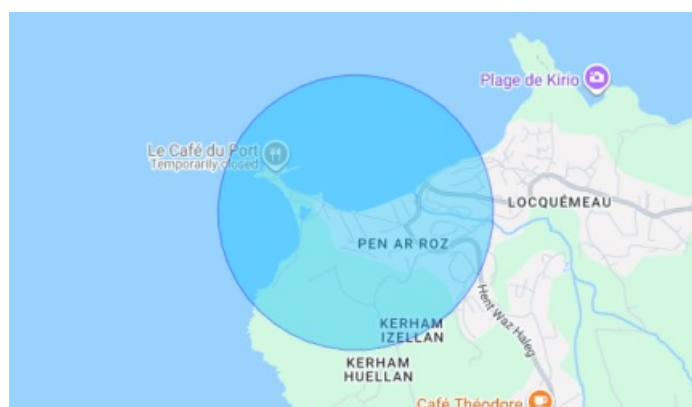 Plage de Kirio
Le Café du Port
Temporarily closed
LOCQUÉMEAU
PEN AR ROZ
Hent Waz Haleg
KERHAM
IZELLAN
KERHAM
HUELLAN
Café Théodore